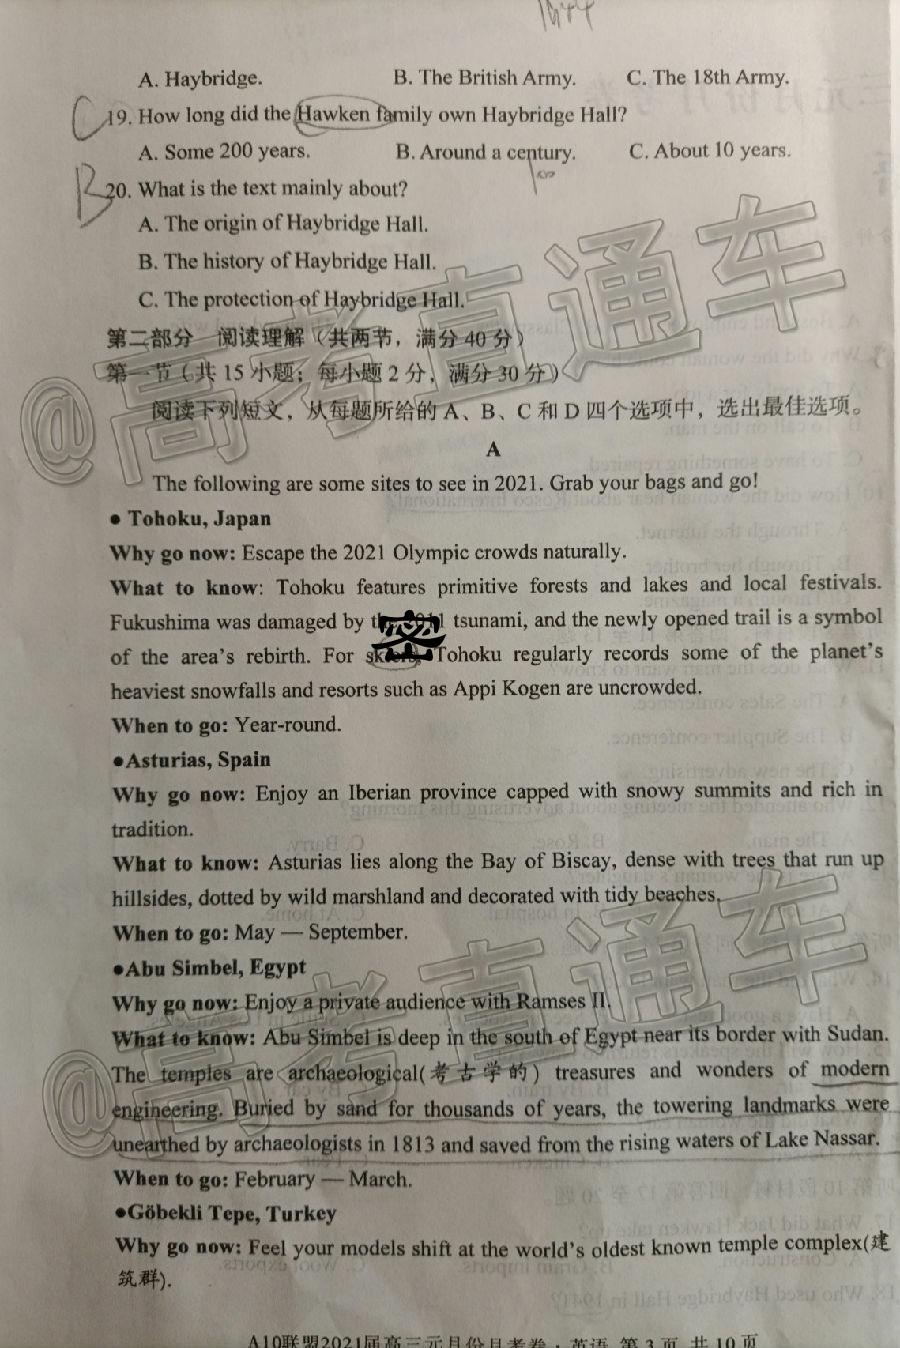 A. Haybridge. B. The British Army. C. The 18th Army.
C 19. How long did the Hawken family own Haybridge Hall?
A. Some 200 years. B. Around a century. C. About 10 years.
B 20. What is the text mainly about?
A. The origin of Haybridge Hall.
B. The history of Haybridge Hall.
C. The protection of Haybridge Hall.
第二部分 阅读理解（共两节，满分 40 分）
第一节（共 15 小题；每小题 2 分，满分 30 分）
阅读下列短文，从每题所给的 A、B、C 和 D 四个选项中，选出最佳选项。
@高考直通车
A
The following are some sites to see in 2021. Grab your bags and go!
● Tohoku, Japan
Why go now: Escape the 2021 Olympic crowds naturally.
What to know: Tohoku features primitive forests and lakes and local festivals.
Fukushima was damaged by the 2011 tsunami, and the newly opened trail is a symbol
密
of the area's rebirth. For skiers, Tohoku regularly records some of the planet's
heaviest snowfalls and resorts such as Appi Kogen are uncrowded.
When to go: Year-round.
●Asturias, Spain
Why go now: Enjoy an Iberian province capped with snowy summits and rich in
tradition.
What to know: Asturias lies along the Bay of Biscay, dense with trees that run up
hillsides, dotted by wild marshland and decorated with tidy beaches.
When to go: May — September.
●Abu Simbel, Egypt
Why go now: Enjoy a private audience with Ramses II.
What to know: Abu Simbel is deep in the south of Egypt near its border with Sudan.
@高考直通车
The temples are archaeological(考古学的) treasures and wonders of modern
engineering. Buried by sand for thousands of years, the towering landmarks were
unearthed by archaeologists in 1813 and saved from the rising waters of Lake Nassar.
When to go: February — March.
●Göbekli Tepe, Turkey
Why go now: Feel your models shift at the world's oldest known temple complex(建
筑群).
A10联盟2021届高三元月份月考卷·英语 第 3 页 共 10 页